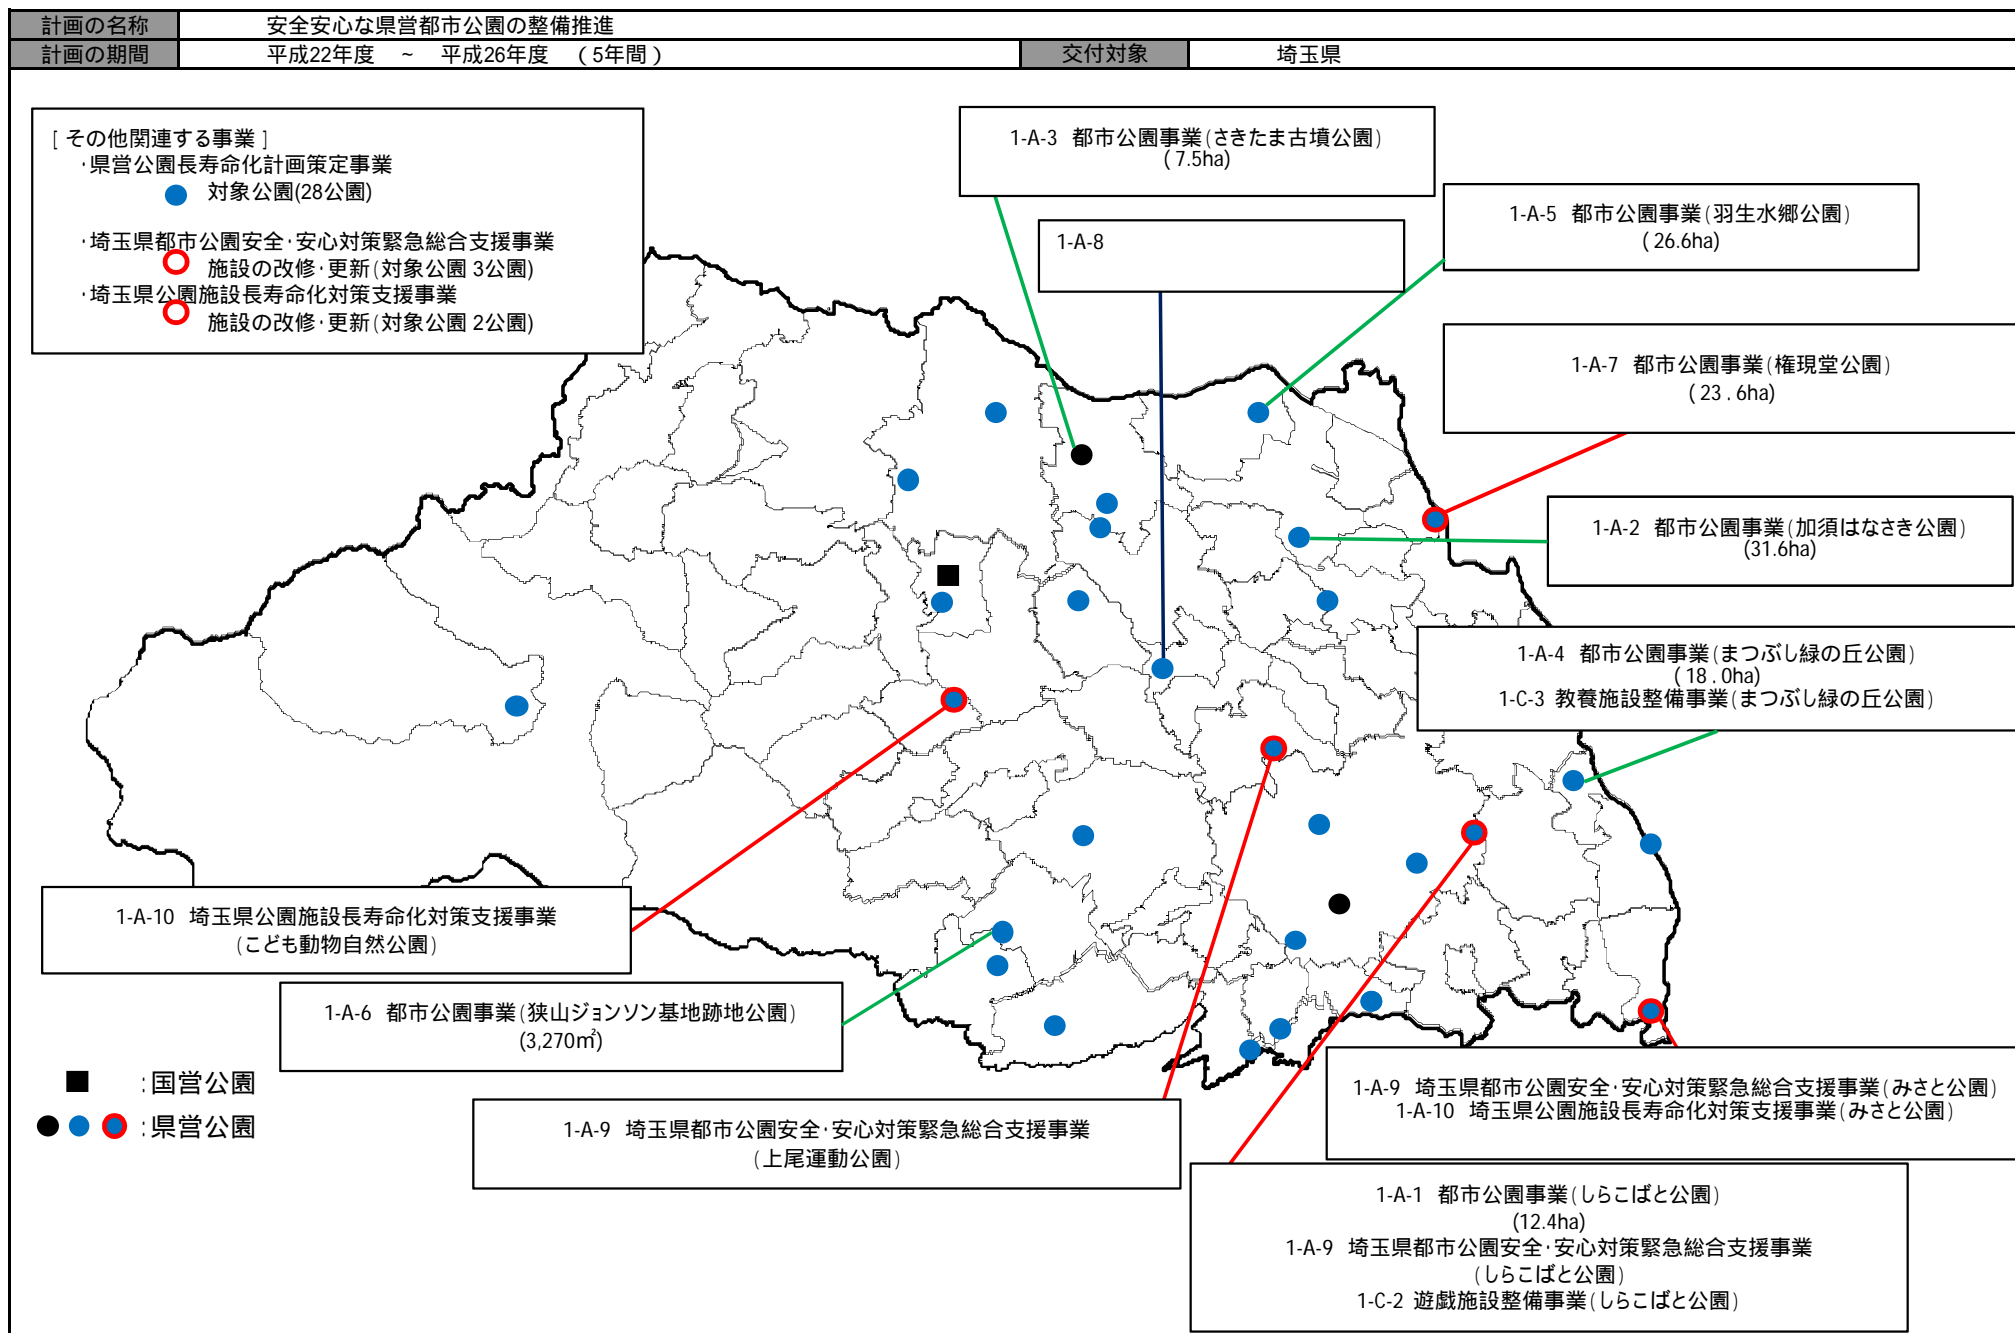 計画の名称 安全安心な県営都市公園の整備推進
計画の期間 平成22年度 ～ 平成26年度 （5年間） 交付対象 埼玉県
[ その他関連する事業 ]
・県営公園長寿命化計画策定事業
対象公園(28公園)
・埼玉県都市公園安全・安心対策緊急総合支援事業
施設の改修・更新(対象公園 3公園)
・埼玉県公園施設長寿命化対策支援事業
施設の改修・更新(対象公園 2公園)
1-A-3 都市公園事業(さきたま古墳公園)
( 7.5ha)
1-A-8
1-A-5 都市公園事業(羽生水郷公園)
( 26.6ha)
1-A-7 都市公園事業(権現堂公園)
( 23．6ha)
1-A-2 都市公園事業(加須はなさき公園)
(31.6ha)
1-A-4 都市公園事業(まつぶし緑の丘公園)
( 18．0ha)
1-C-3 教養施設整備事業(まつぶし緑の丘公園)
1-A-10 埼玉県公園施設長寿命化対策支援事業
(こども動物自然公園)
1-A-6 都市公園事業(狭山ジョンソン基地跡地公園)
(3,270㎡)
:国営公園
:県営公園
1-A-9 埼玉県都市公園安全・安心対策緊急総合支援事業
(上尾運動公園)
1-A-9 埼玉県都市公園安全・安心対策緊急総合支援事業(みさと公園)
1-A-10 埼玉県公園施設長寿命化対策支援事業(みさと公園)
1-A-1 都市公園事業(しらこばと公園)
(12.4ha)
1-A-9 埼玉県都市公園安全・安心対策緊急総合支援事業
(しらこばと公園)
1-C-2 遊戯施設整備事業(しらこばと公園)